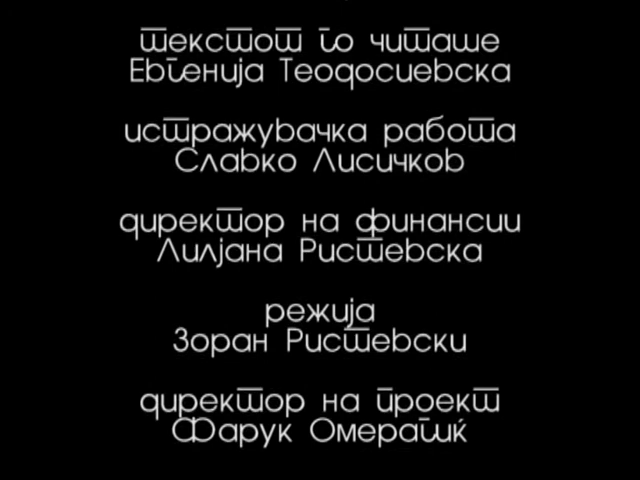 текстот го читаше
Евгенија Теодосиевска
истражувачка работа
Славко Лисичков
директор на финансии
Лилјана Ристевска
режија
Зоран Ристевски
директор на проект
Фарук Омерагиќ